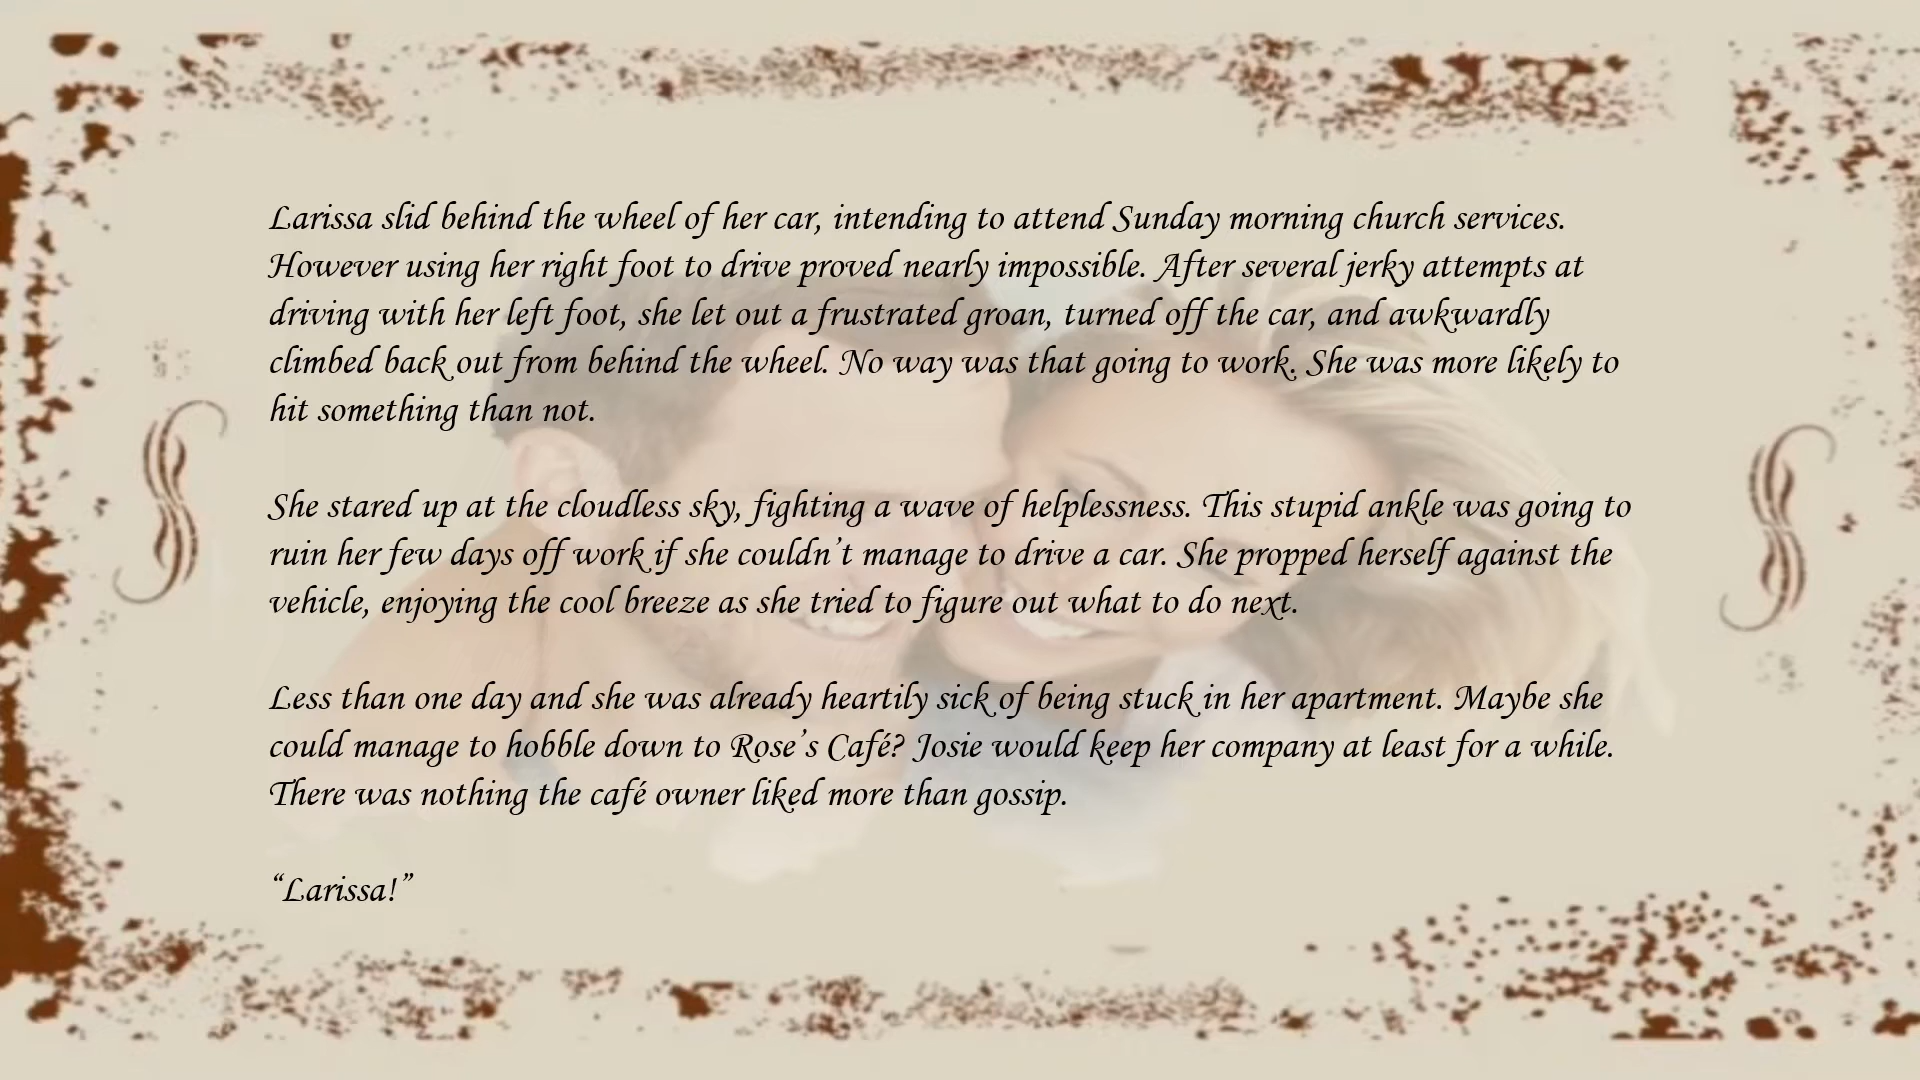 Larissa slid behind the wheel of her car, intending to attend Sunday morning church services.
However using her right foot to drive proved nearly impossible. After several jerky attempts at
driving with her left foot, she let out a frustrated groan, turned off the car, and awkwardly
climbed back out from behind the wheel. No way was that going to work. She was more likely to
hit something than not.
She stared up at the cloudless sky, fighting a wave of helplessness. This stupid ankle was going to
ruin her few days off work if she couldn’t manage to drive a car. She propped herself against the
vehicle, enjoying the cool breeze as she tried to figure out what to do next.
Less than one day and she was already heartily sick of being stuck in her apartment. Maybe she
could manage to hobble down to Rose’s Café? Josie would keep her company at least for a while.
There was nothing the café owner liked more than gossip.
“Larissa!”